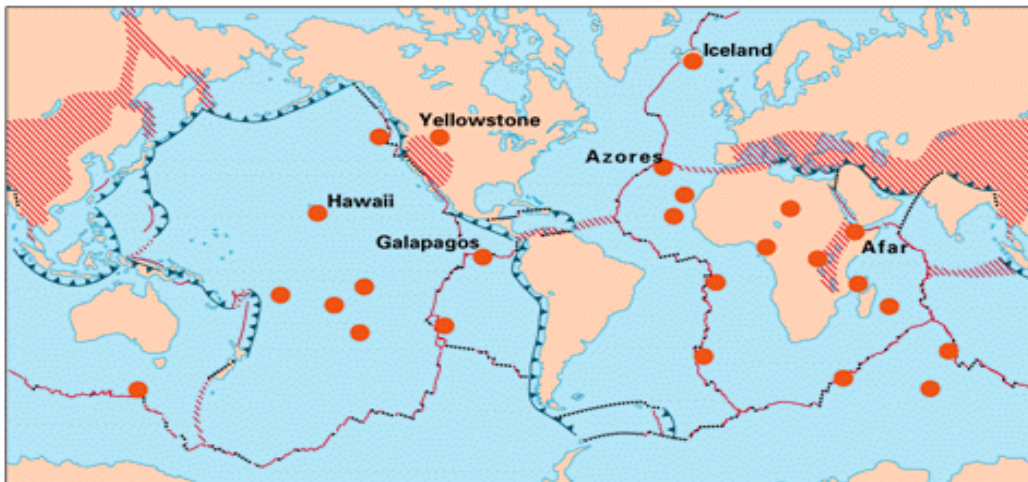 Iceland
Yellowstone
Azores
Hawaii
Galapagos
Afar